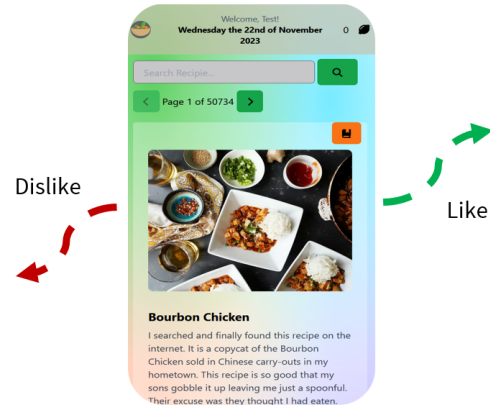 Welcome, Test!
Wednesday the 22nd of November
2023
0
Search Recipie...
Page 1 of 50734
Dislike
Like
Bourbon Chicken
I searched and finally found this recipe on the
internet. It is a copycat of the Bourbon
Chicken sold in Chinese carry-outs in my
hometown. This recipe is so good that my
sons gobble it up leaving me just a spoonful.
Their excuse was they thought I had eaten.